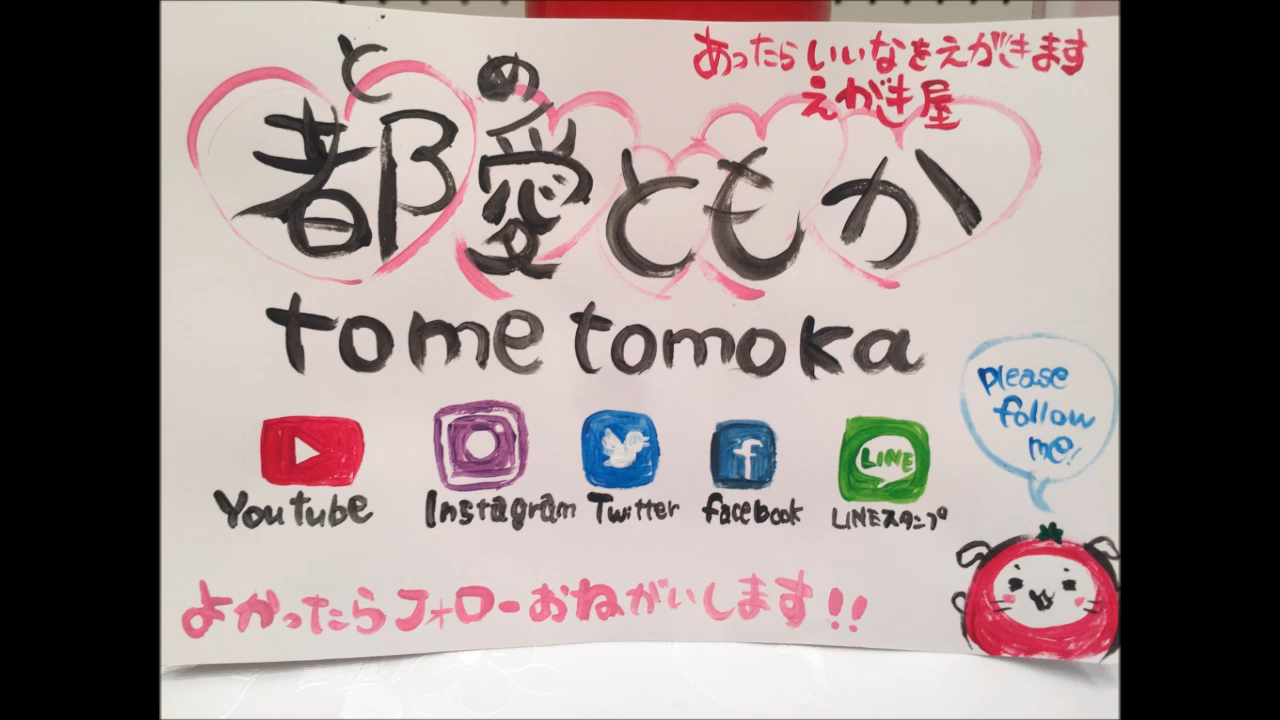 あったらいいなをえがきます
えがき屋
と め
都愛ともか
tome tomoka
LINE
Youtube Instagram Twitter facebook LINEスタンプ
please
follow
me!
よかったらフォローおねがいします!!